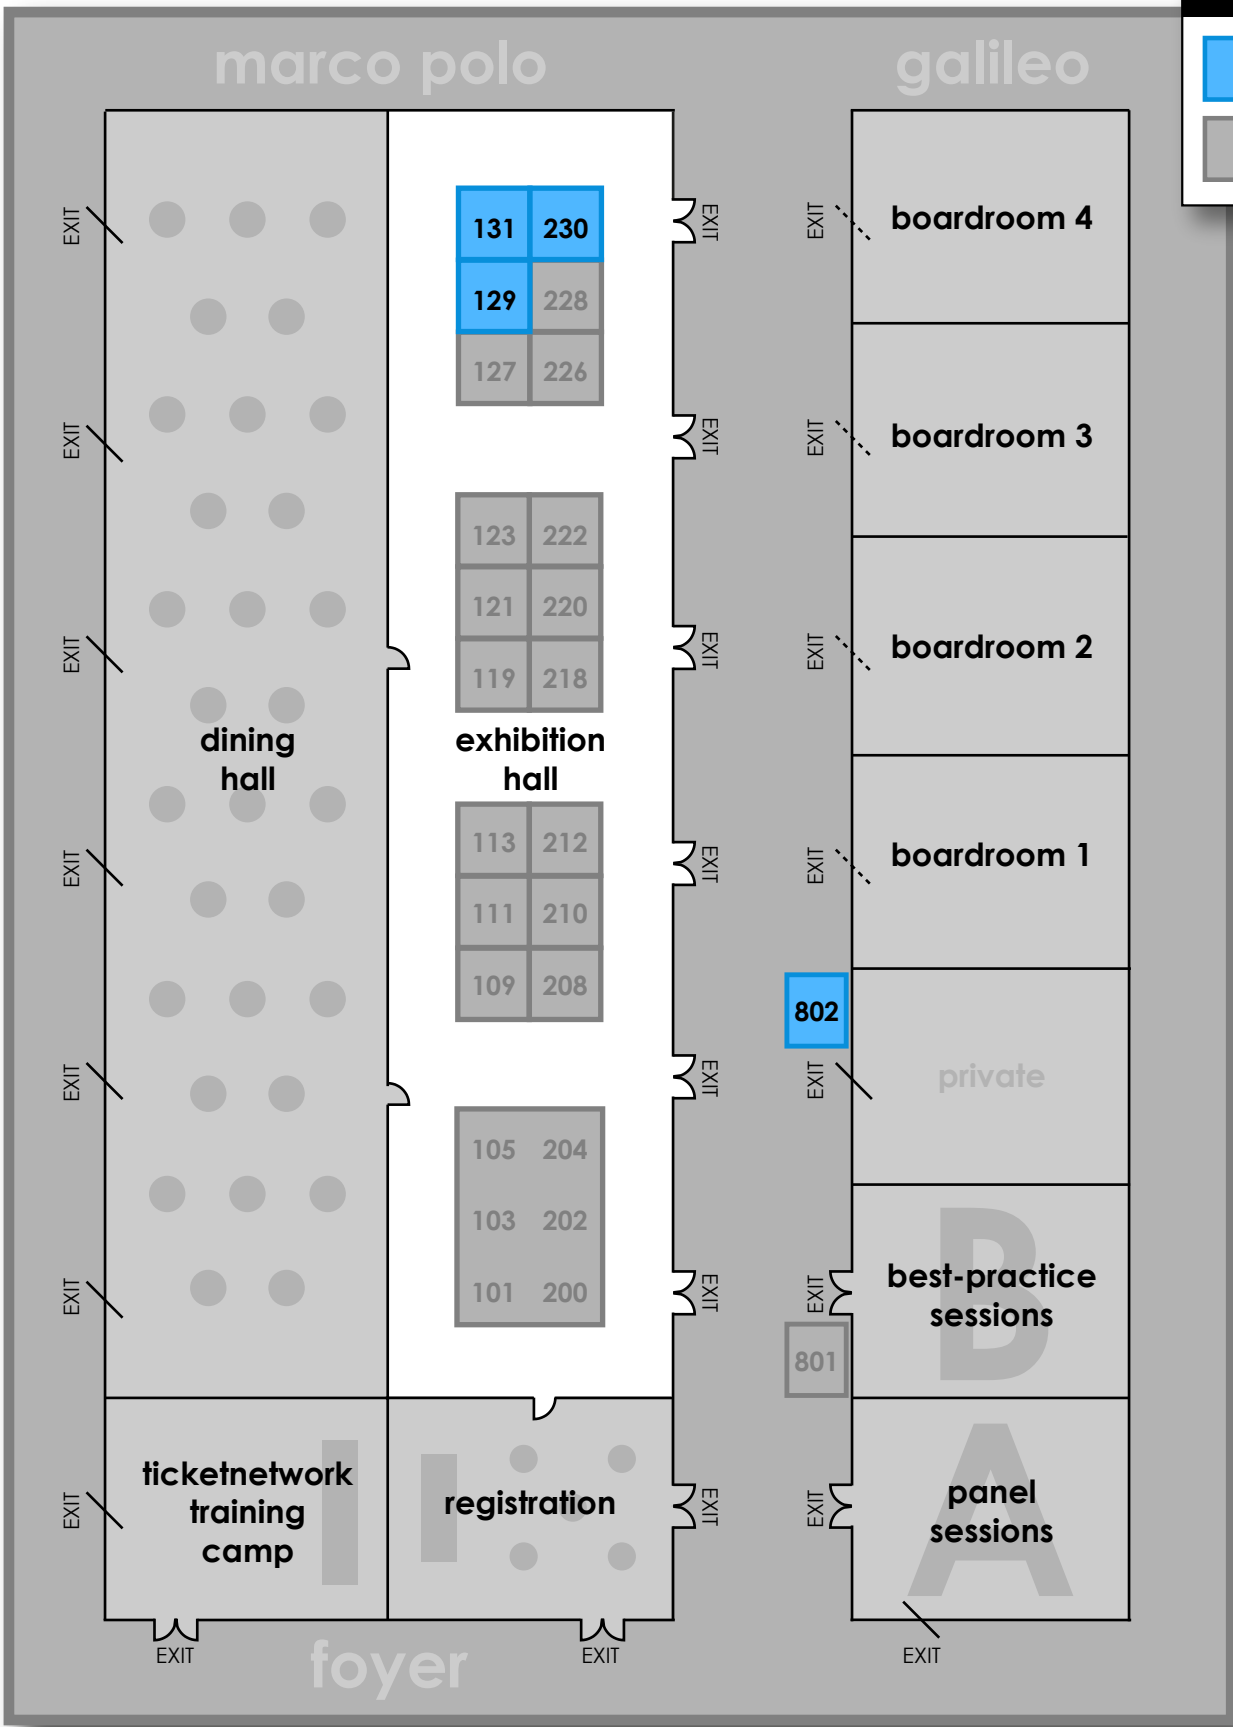 marco polo
galileo
EXIT
131 230
EXIT
EXIT
boardroom 4
129 228
127 226
EXIT
EXIT
EXIT
boardroom 3
123 222
121 220
119 218
EXIT
EXIT
EXIT
boardroom 2
dining
hall
exhibition
hall
113 212
111 210
109 208
EXIT
EXIT
EXIT
boardroom 1
802
EXIT
EXIT
EXIT
private
105 204
103 202
101 200
EXIT
EXIT
EXIT
B
best-practice
sessions
801
EXIT
ticketnetwork
training
camp
registration
EXIT
EXIT
A
panel
sessions
EXIT
EXIT
EXIT
foyer